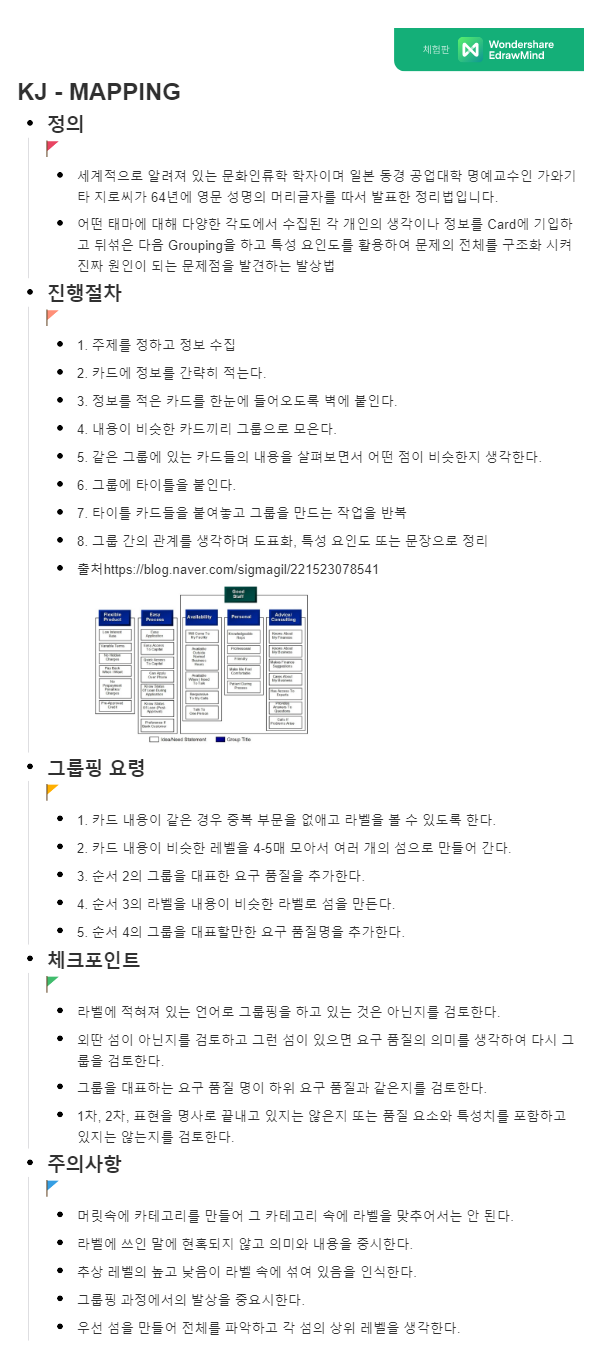 체험판
Wondershare
EdrawMind
KJ - MAPPING
정의
세계적으로 알려져 있는 문화인류학 학자이며 일본 동경 공업대학 명예교수인 가와기
타 지로씨가 64년에 영문 성명의 머리글자를 따서 발표한 정리법입니다.
어떤 태마에 대해 다양한 각도에서 수집된 각 개인의 생각이나 정보를 Card에 기입하
고 뒤섞은 다음 Grouping을 하고 특성 요인도를 활용하여 문제의 전체를 구조화 시켜
진짜 원인이 되는 문제점을 발견하는 발상법
진행절차
1. 주제를 정하고 정보 수집
2. 카드에 정보를 간략히 적는다.
3. 정보를 적은 카드를 한눈에 들어오도록 벽에 붙인다.
4. 내용이 비슷한 카드끼리 그룹으로 모은다.
5. 같은 그룹에 있는 카드들의 내용을 살펴보면서 어떤 점이 비슷한지 생각한다.
6. 그룹에 타이틀을 붙인다.
7. 타이틀 카드들을 붙여놓고 그룹을 만드는 작업을 반복
8. 그룹 간의 관계를 생각하며 도표화, 특성 요인도 또는 문장으로 정리
출처https://blog.naver.com/sigmagil/221523078541
Good
Staff
Flexible
Product
Easy
Process
Availability
Personal
Advice/
Consulting
Idea/Need Statement
Group Title
그룹핑 요령
1. 카드 내용이 같은 경우 중복 부문을 없애고 라벨을 볼 수 있도록 한다.
2. 카드 내용이 비슷한 레벨을 4-5매 모아서 여러 개의 섬으로 만들어 간다.
3. 순서 2의 그룹을 대표한 요구 품질을 추가한다.
4. 순서 3의 라벨을 내용이 비슷한 라벨로 섬을 만든다.
5. 순서 4의 그룹을 대표할만한 요구 품질명을 추가한다.
체크포인트
라벨에 적혀져 있는 언어로 그룹핑을 하고 있는 것은 아닌지를 검토한다.
외딴 섬이 아닌지를 검토하고 그런 섬이 있으면 요구 품질의 의미를 생각하여 다시 그
룹을 검토한다.
그룹을 대표하는 요구 품질 명이 하위 요구 품질과 같은지를 검토한다.
1차, 2차, 표현을 명사로 끝내고 있지는 않은지 또는 품질 요소와 특성치를 포함하고
있지는 않는지를 검토한다.
주의사항
머릿속에 카테고리를 만들어 그 카테고리 속에 라벨을 맞추어서는 안 된다.
라벨에 쓰인 말에 현혹되지 않고 의미와 내용을 중시한다.
추상 레벨의 높고 낮음이 라벨 속에 섞여 있음을 인식한다.
그룹핑 과정에서의 발상을 중요시한다.
우선 섬을 만들어 전체를 파악하고 각 섬의 상위 레벨을 생각한다.